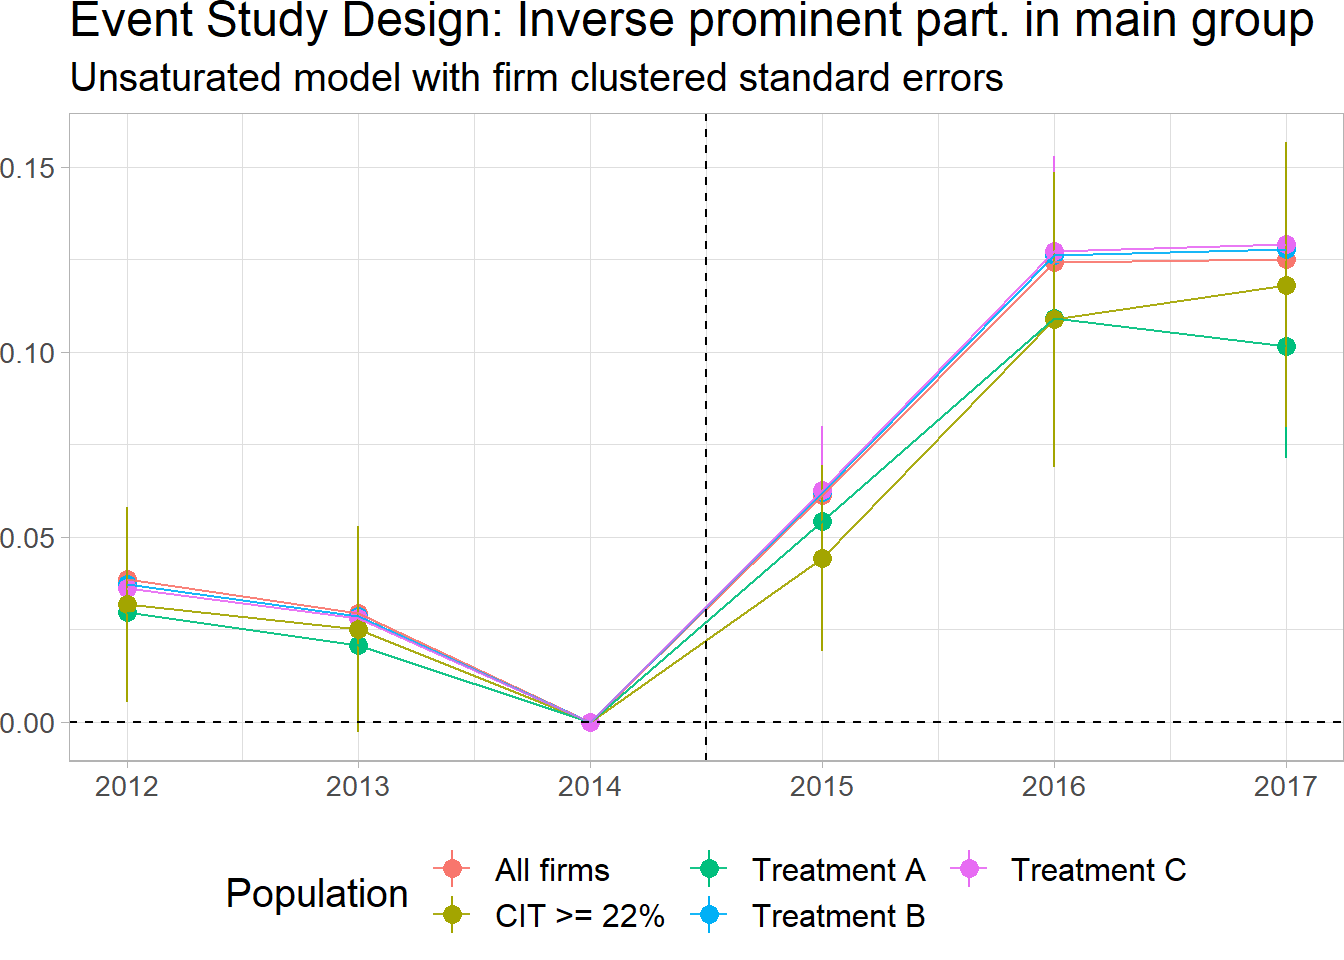 Event Study Design: Inverse prominent part. in main group
Unsaturated model with firm clustered standard errors
0.15
0.10
0.05
0.00
2012 2013 2014 2015 2016 2017
Population
All firms
CIT >= 22%
Treatment A
Treatment B
Treatment C